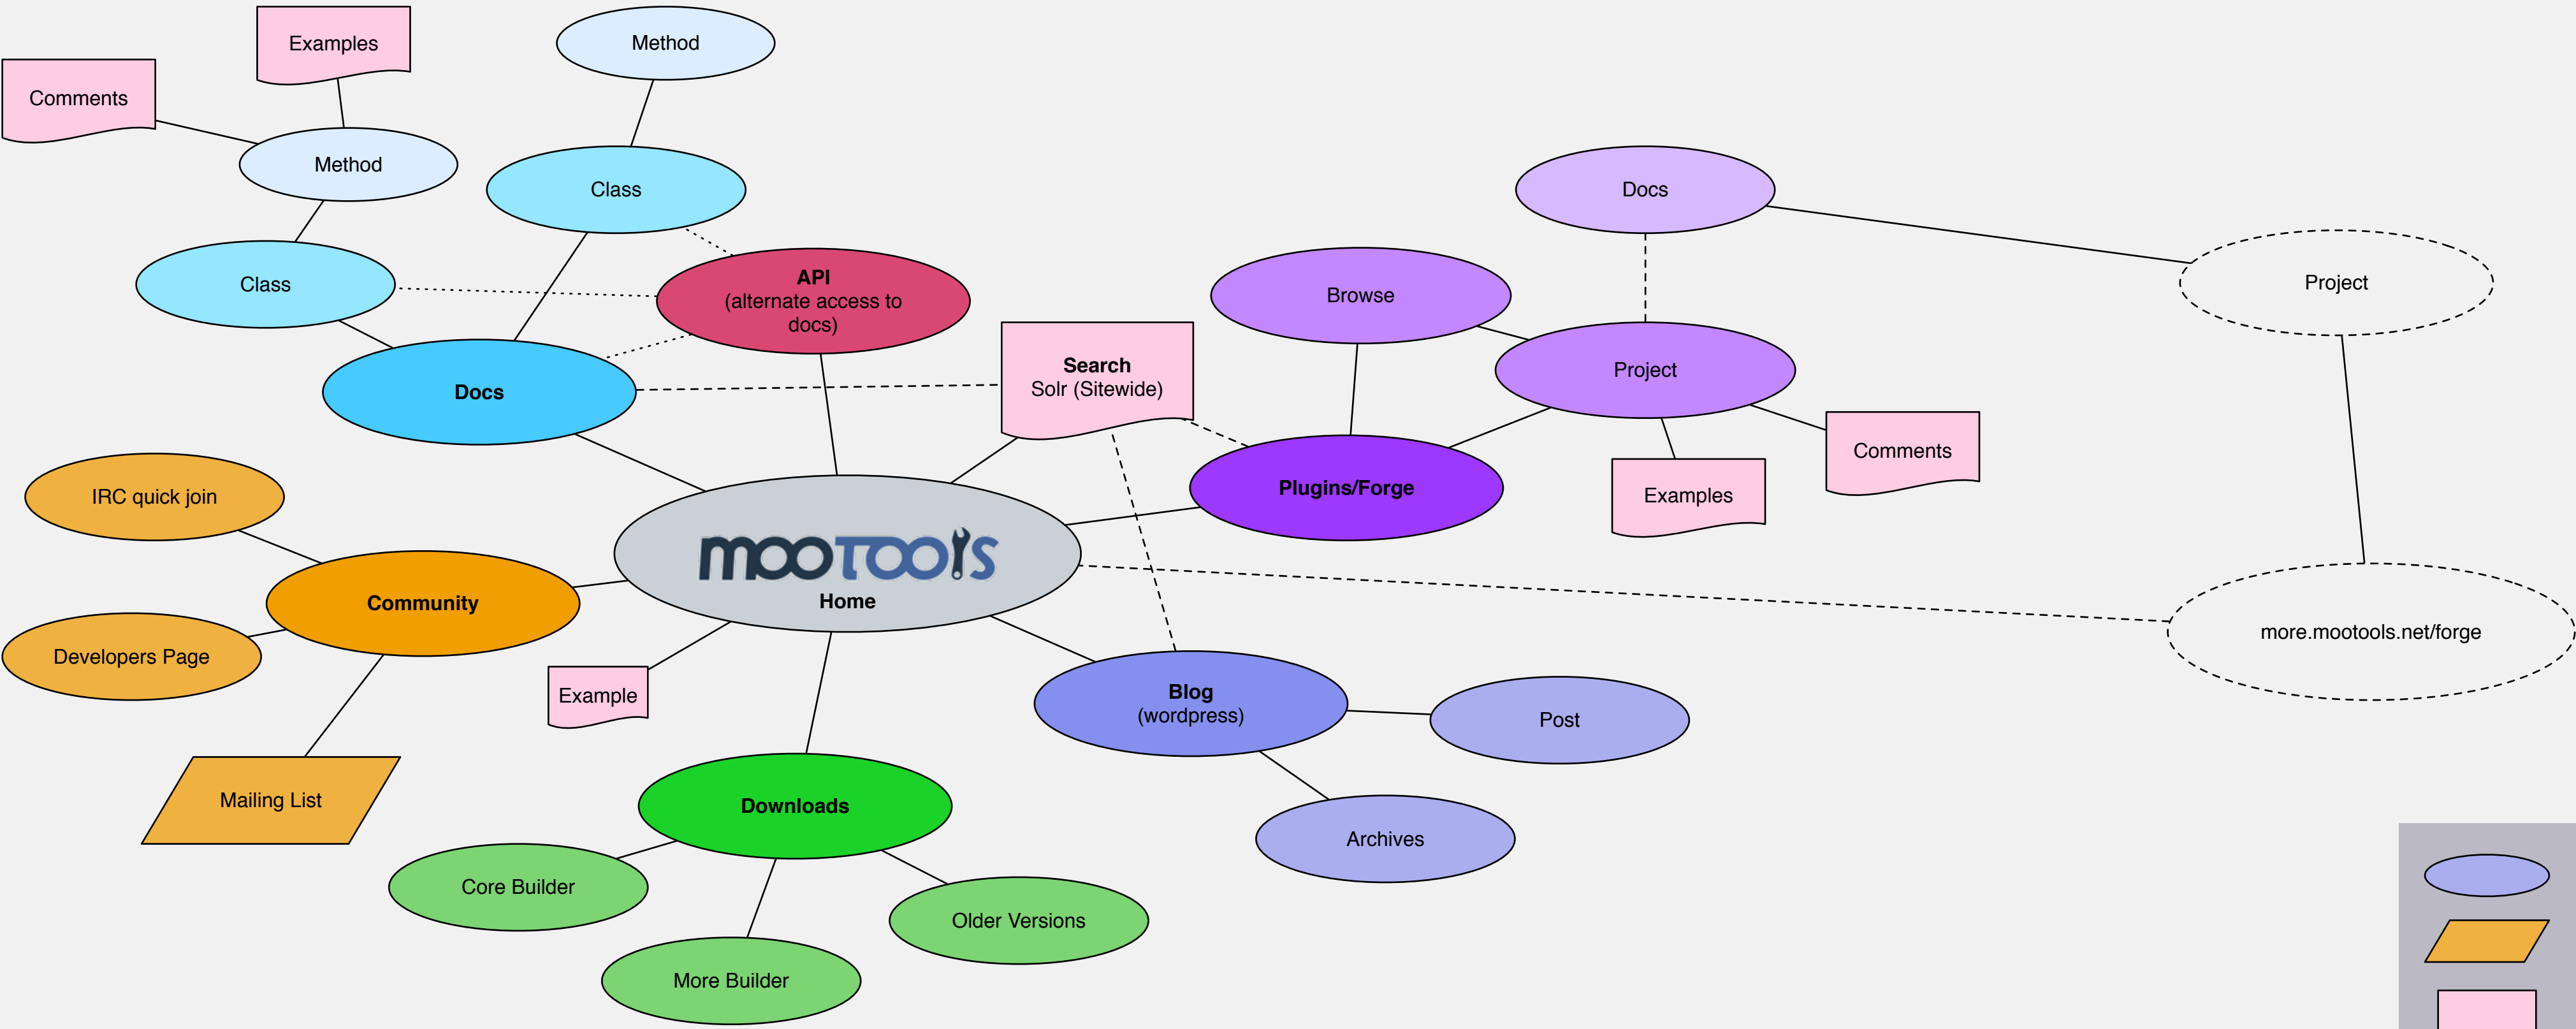 Examples
Method
Comments
Method
Class
Docs
Class
API
(alternate access to
docs)
Project
Browse
Search
Solr (Sitewide)
Project
Docs
Comments
IRC quick join
Plugins/Forge
Examples
mootools
Home
Community
more.mootools.net/forge
Developers Page
Example
Blog
(wordpress)
Post
Mailing List
Downloads
Archives
Core Builder
Older Versions
More Builder